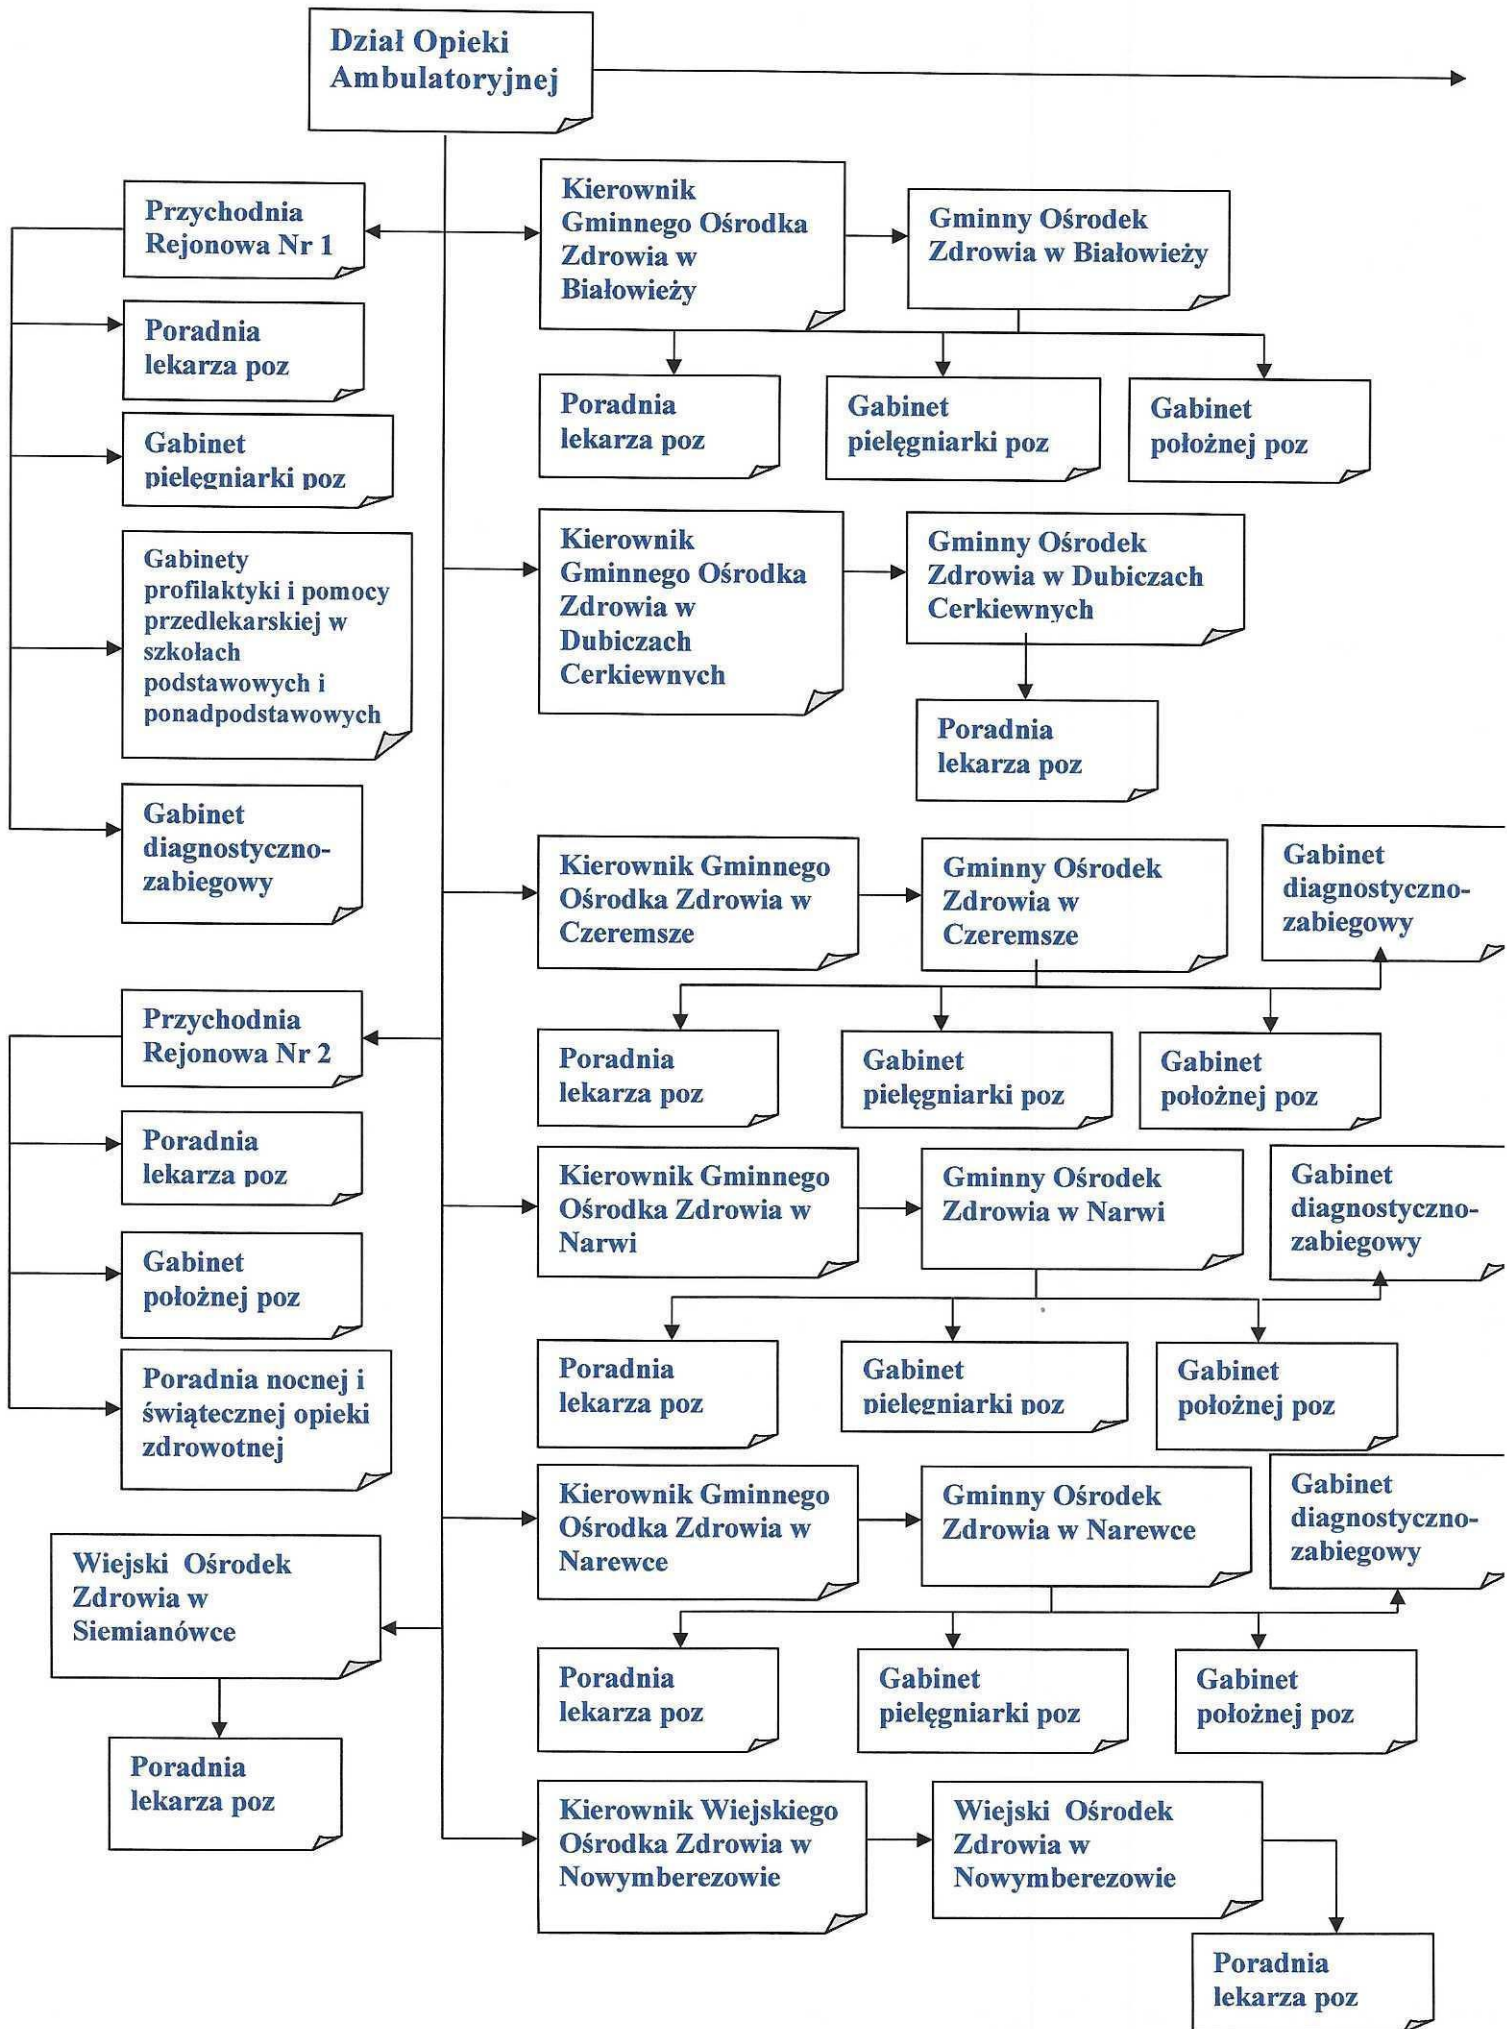 Dział Opieki
Ambulatoryjnej
Przychodnia
Rejonowa Nr 1
Poradnia
lekarza poz
Gabinet
pielęgniarki poz
Gabinety
profilaktyki i pomocy
przedlekarskiej w
szkołach
podstawowych i
ponadpodstawowych
Gabinet
diagnostyczno-
zabiegowy
Przychodnia
Rejonowa Nr 2
Poradnia
lekarza poz
Gabinet
położnej poz
Poradnia nocnej i
świątecznej opieki
zdrowotnej
Wiejski Ośrodek
Zdrowia w
Siemianówce
Poradnia
lekarza poz
Kierownik
Gminnego Ośrodka
Zdrowia w
Białowieży
Gminny Ośrodek
Zdrowia w Białowieży
Poradnia
lekarza poz
Gabinet
pielęgniarki poz
Gabinet
położnej poz
Kierownik
Gminnego Ośrodka
Zdrowia w
Dubiczach
Cerkiewnych
Gminny Ośrodek
Zdrowia w Dubiczach
Cerkiewnych
Poradnia
lekarza poz
Kierownik Gminnego
Ośrodka Zdrowia w
Czeremsze
Gminny Ośrodek
Zdrowia w
Czeremsze
Gabinet
diagnostyczno-
zabiegowy
Poradnia
lekarza poz
Gabinet
pielęgniarki poz
Gabinet
położnej poz
Kierownik Gminnego
Ośrodka Zdrowia w
Narwi
Gminny Ośrodek
Zdrowia w Narwi
Gabinet
diagnostyczno-
zabiegowy
Poradnia
lekarza poz
Gabinet
pielęgniarki poz
Gabinet
położnej poz
Kierownik Gminnego
Ośrodka Zdrowia w
Narewce
Gminny Ośrodek
Zdrowia w Narewce
Gabinet
diagnostyczno-
zabiegowy
Poradnia
lekarza poz
Gabinet
pielęgniarki poz
Gabinet
położnej poz
Kierownik Wiejskiego
Ośrodka Zdrowia w
Nowymberezowie
Wiejski Ośrodek
Zdrowia w
Nowymberezowie
Poradnia
lekarza poz